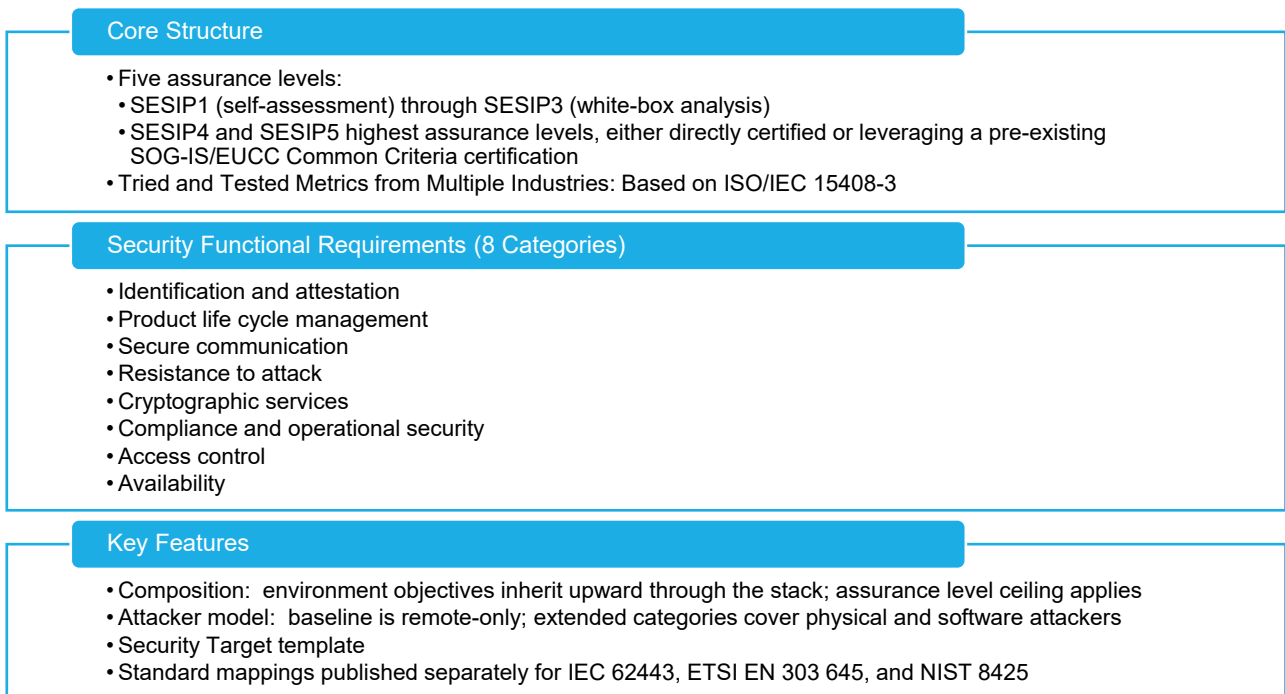 Core Structure
• Five assurance levels:
• SESIP1 (self-assessment) through SESIP3 (white-box analysis)
• SESIP4 and SESIP5 highest assurance levels, either directly certified or leveraging a pre-existing
SOG-IS/EUCC Common Criteria certification
• Tried and Tested Metrics from Multiple Industries: Based on ISO/IEC 15408-3
Security Functional Requirements (8 Categories)
• Identification and attestation
• Product life cycle management
• Secure communication
• Resistance to attack
• Cryptographic services
• Compliance and operational security
• Access control
• Availability
Key Features
• Composition: environment objectives inherit upward through the stack; assurance level ceiling applies
• Attacker model: baseline is remote-only; extended categories cover physical and software attackers
• Security Target template
• Standard mappings published separately for IEC 62443, ETSI EN 303 645, and NIST 8425